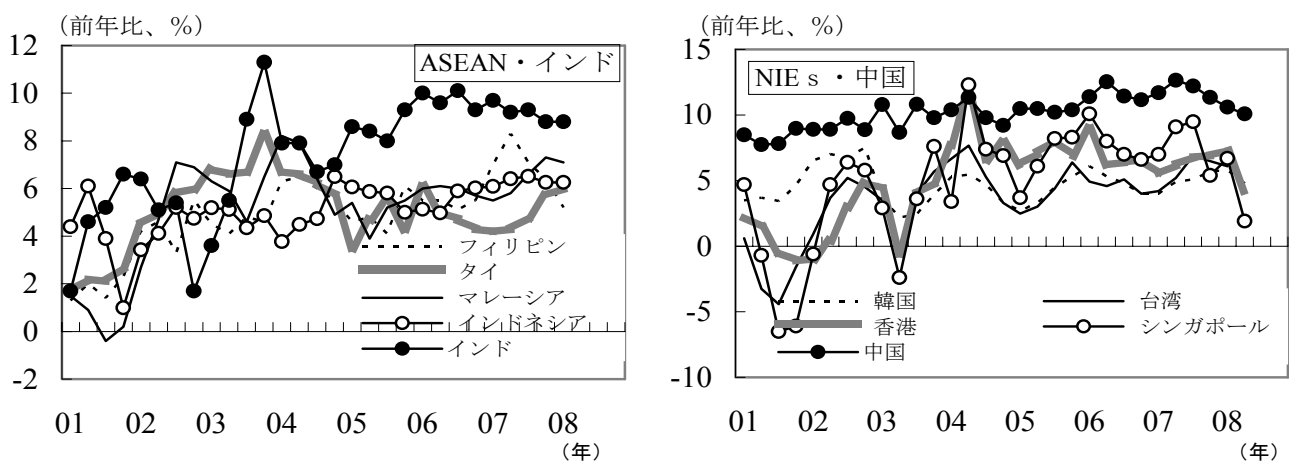 （前年比、%）
12
10
8
6
4
2
0
-2
ASEAN・インド
フィリピン
タイ
マレーシア
インドネシア
インド
01 02 03 04 05 06 07 08
（年）
（前年比、%）
15
10
5
0
-5
-10
NIEｓ・中国
韓国
台湾
香港
シンガポール
中国
01 02 03 04 05 06 07 08
（年）